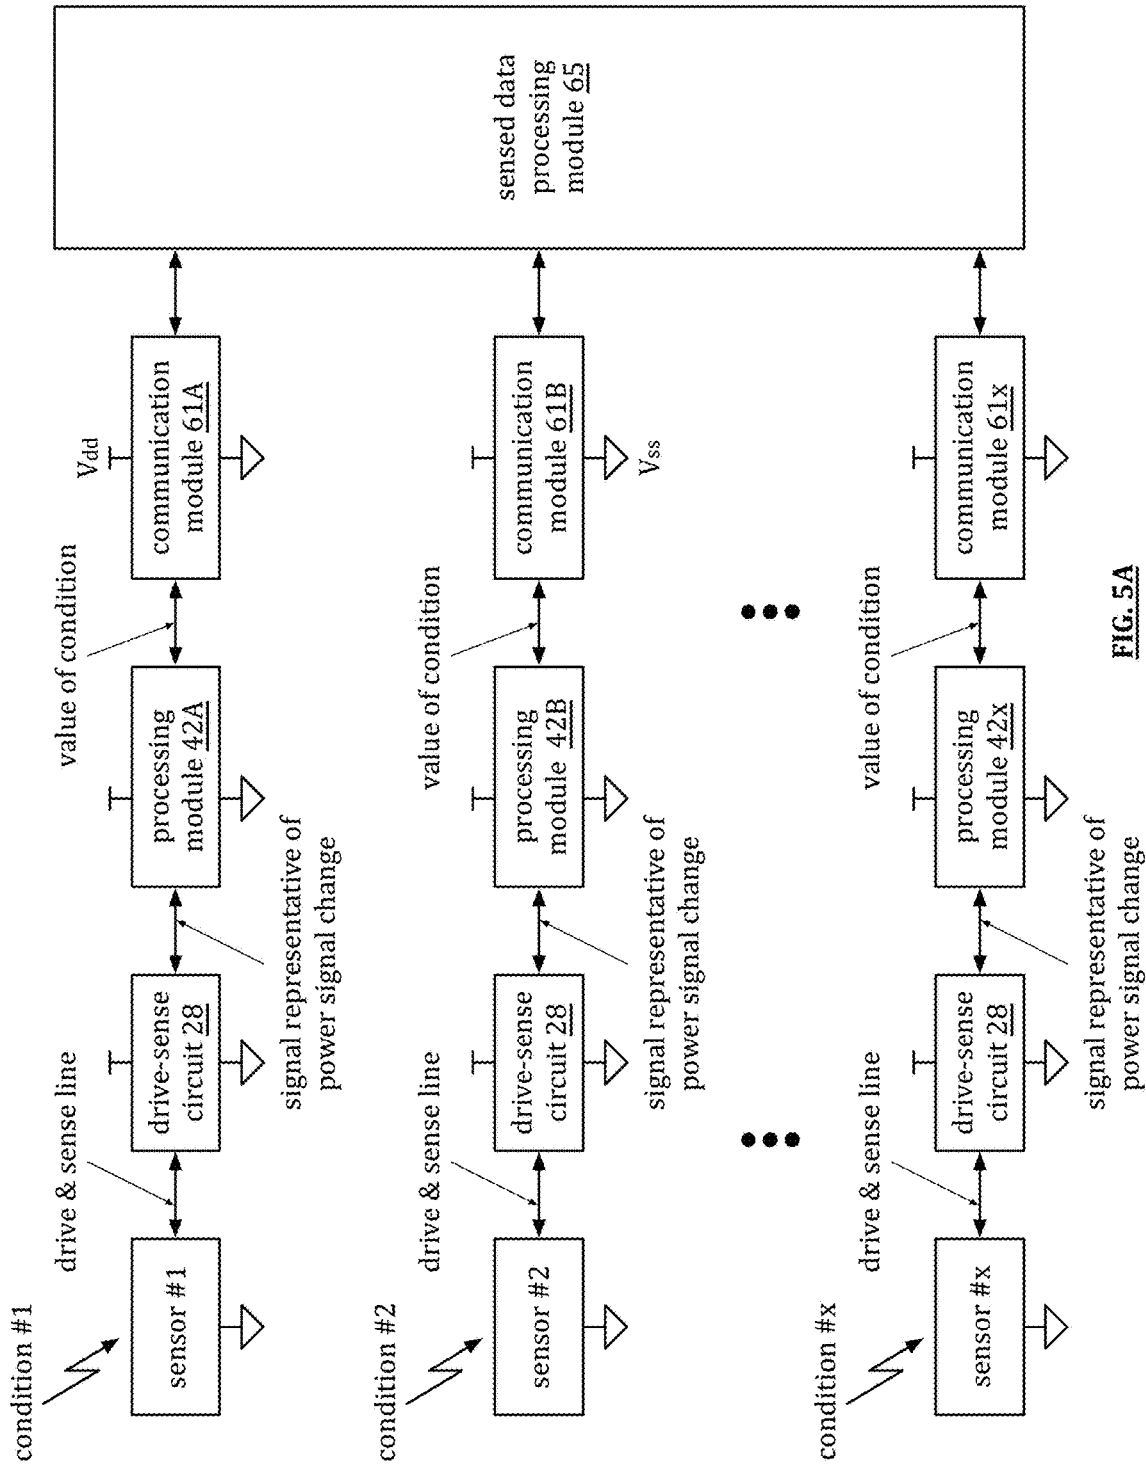 condition #1
drive & sense line
value of condition
Vdd
sensor #1
drive-sense
circuit 28
processing
module 42A
communication
module 61A
signal representative of
power signal change
condition #2
drive & sense line
value of condition
sensor #2
drive-sense
circuit 28
processing
module 42B
communication
module 61B
sensed data
processing
module 65
Vss
signal representative of
power signal change
condition #x
drive & sense line
value of condition
sensor #x
drive-sense
circuit 28
processing
module 42x
communication
module 61x
signal representative of
power signal change
FIG. 5A